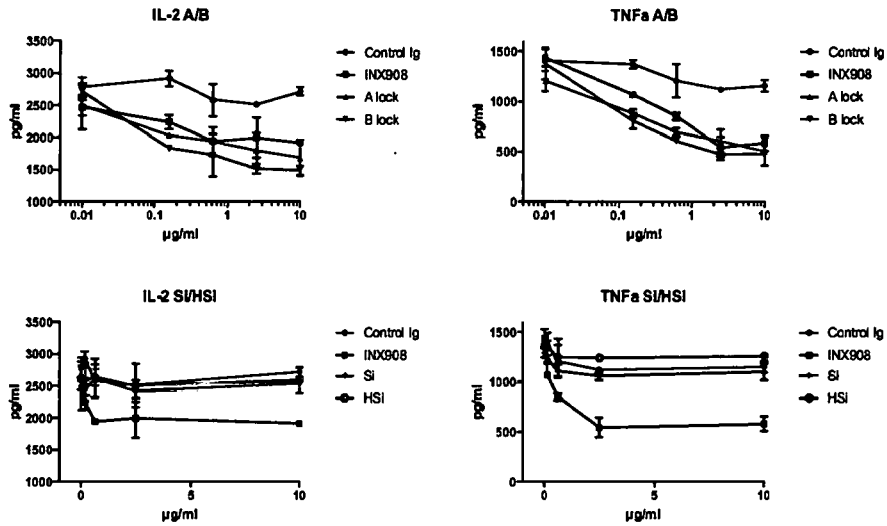 IL-2 A/B
3500
3000
2500
2000
1500
1000
pg/ml
0.01
0.1
1
10
µg/ml
Control Ig
INX908
A lock
B lock
TNFa A/B
1500
1000
500
0
pg/ml
0.01
0.1
1
10
µg/ml
Control Ig
INX908
A lock
B lock
IL-2 Si/HSi
3500
3000
2500
2000
1500
1000
pg/ml
0
5
10
µg/ml
Control Ig
INX908
Si
HSi
TNFa Si/HSi
1500
1000
500
0
pg/ml
0
5
10
µg/ml
Control Ig
INX908
Si
HSi